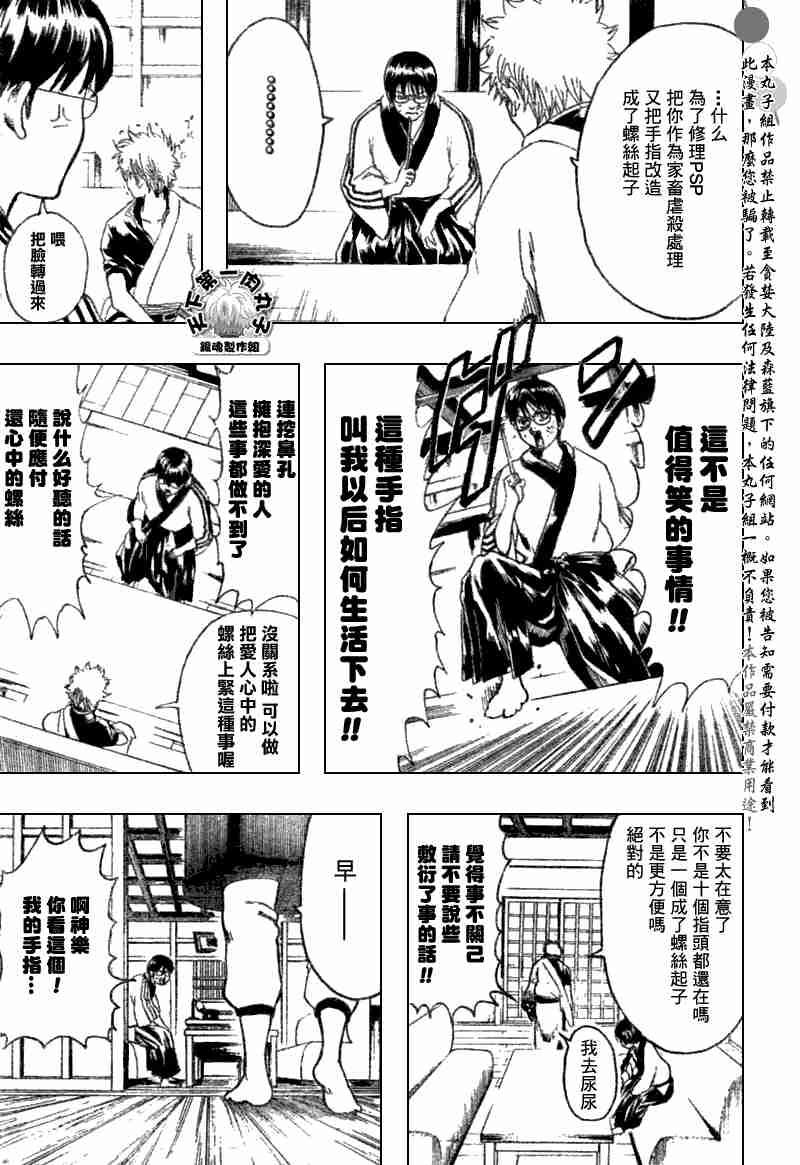 …什么
為了修理PSP
把你作為家畜虐殺處理
又把手指改造
成了螺絲起子
…………
喂
把臉轉過來
天下第一肉丸子
銀魂製作組
這不是
值得笑的事情!!
這種手指
叫我以后如何生活下去!!
連挖鼻孔
擁抱深愛的人
這些事都做不到了
說什么好聽的話
隨便應付
還心中的螺絲
沒關系啦 可以做
把愛人心中的
螺絲上緊這種事喔
不要太在意了
你不是十個指頭都還在嗎
只是一個成了螺絲起子
不是更方便嗎
絕對的
覺得事不關己
請不要說些
敷衍了事的話!!
我去尿尿
早——
啊神樂
你看這個!
我的手指…
本丸子組作品禁止轉載至貪婪大陸及森藍旗下的任何網站。如果您被告知需要付款才能看到
此漫畫，那麼您被騙了。若發生任何法律問題，本丸子組一概不負責！本作品嚴禁商業用途！